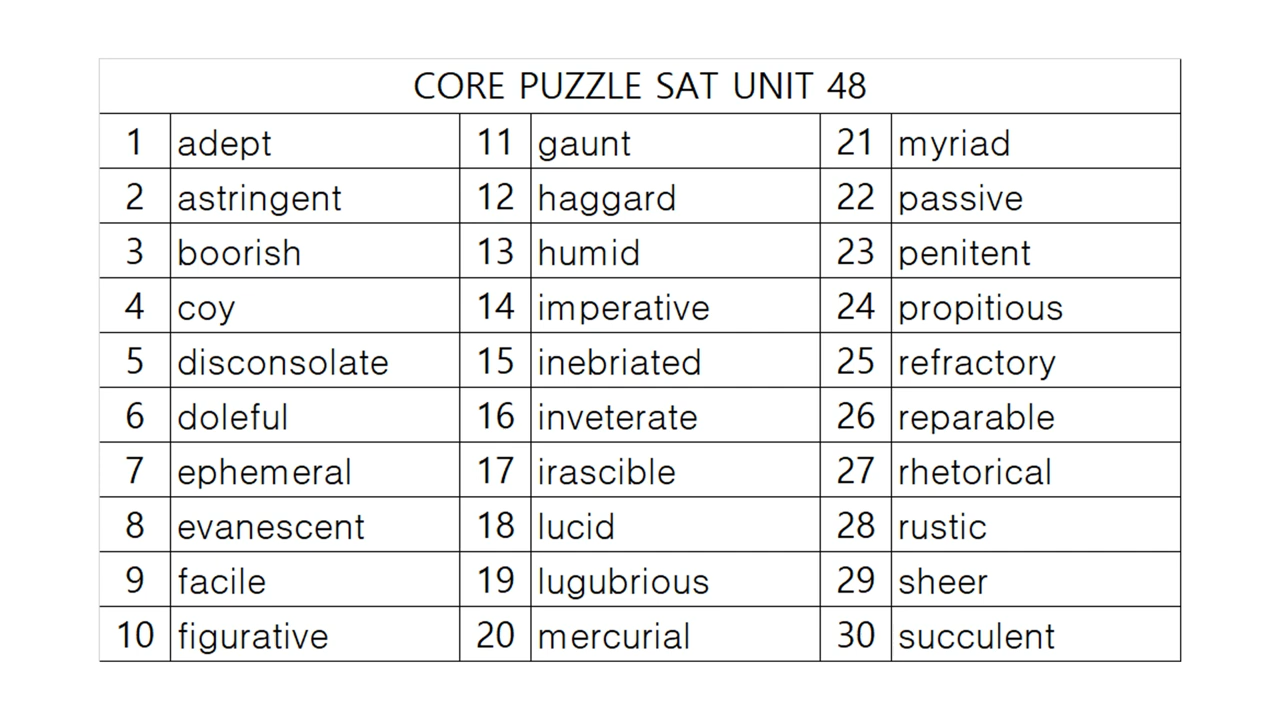 CORE PUZZLE SAT UNIT 48
1 adept 11 gaunt 21 myriad
2 astringent 12 haggard 22 passive
3 boorish 13 humid 23 penitent
4 coy 14 imperative 24 propitious
5 disconsolate 15 inebriated 25 refractory
6 doleful 16 inveterate 26 reparable
7 ephemeral 17 irascible 27 rhetorical
8 evanescent 18 lucid 28 rustic
9 facile 19 lugubrious 29 sheer
10 figurative 20 mercurial 30 succulent